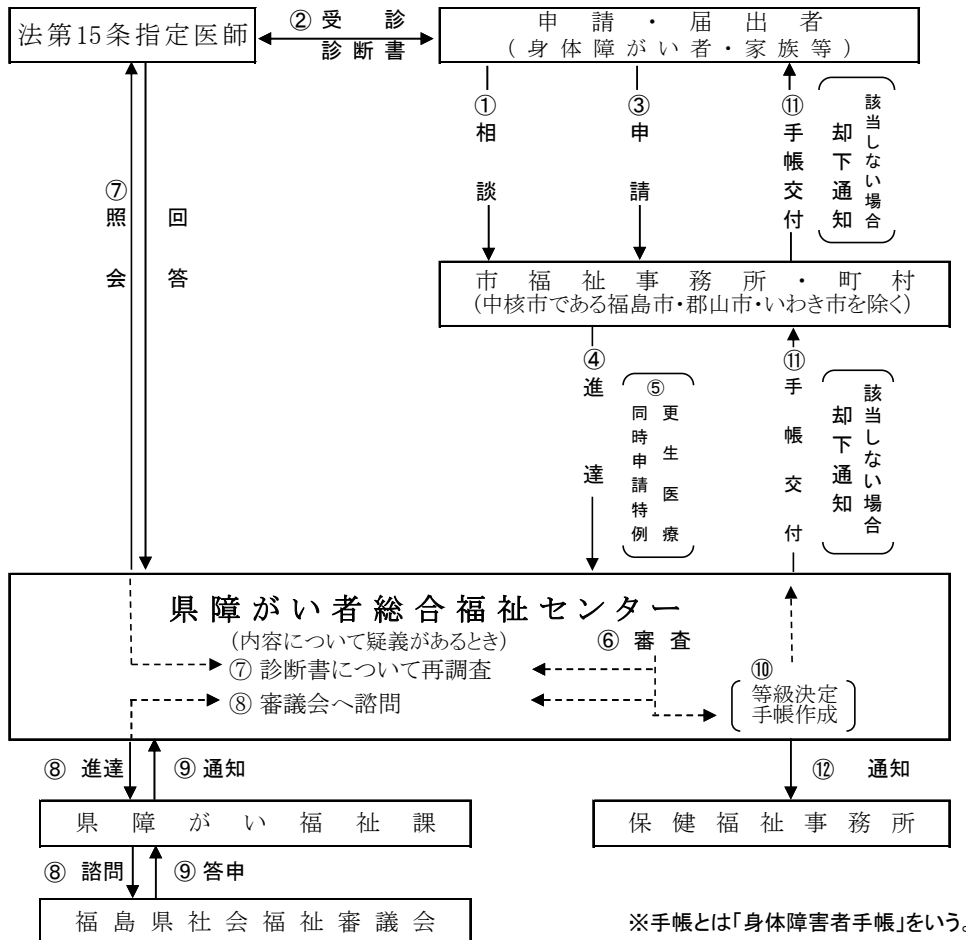 法第15条指定医師
② 受 診
診 断 書
申 請 ・ 届 出 者
(身体障がい者・家族等)
① 相 談
③ 申 請
⑪ 手 帳 交 付
該当しない場合
却下通知
⑦ 照 会
回 答
市 福 祉 事 務 所 ・ 町 村
(中核市である福島市・郡山市・いわき市を除く)
④ 進 達
⑤
更生医療
同時申請特例
⑪ 手 帳 交 付
該当しない場合
却下通知
県障がい者総合福祉センター
(内容について疑義があるとき)
⑥ 審 査
⑦ 診断書について再調査
⑧ 審議会へ諮問
⑩
等級決定
手帳作成
⑧ 進達
⑨ 通知
⑫ 通知
県 障 が い 福 祉 課
保 健 福 祉 事 務 所
⑧ 諮問
⑨ 答申
福 島 県 社 会 福 祉 審 議 会
※手帳とは「身体障害者手帳」をいう。